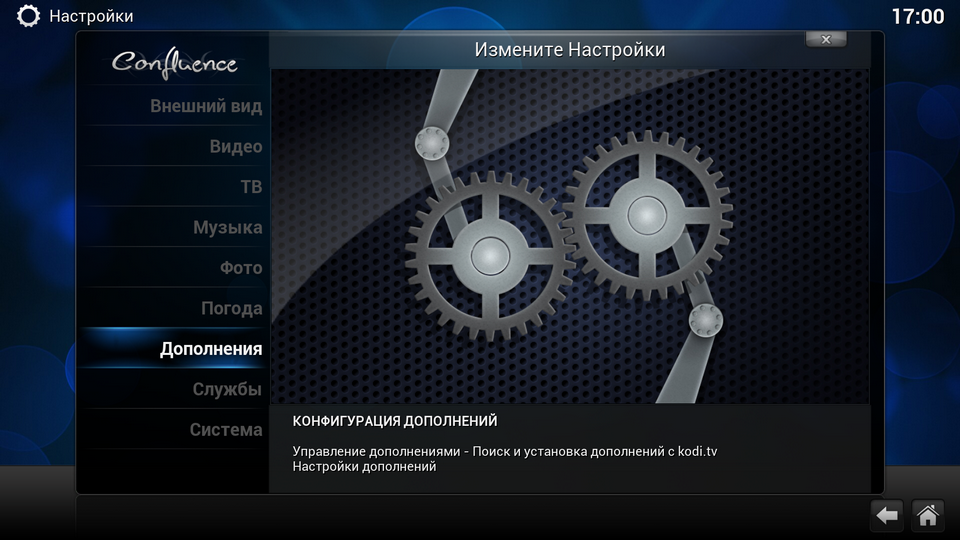 Настройки
17:00
Confluence
Измените Настройки
x
Внешний вид
Видео
ТВ
Музыка
Фото
Погода
Дополнения
Службы
Система
КОНФИГУРАЦИЯ ДОПОЛНЕНИЙ
Управление дополнениями - Поиск и установка дополнений с kodi.tv
Настройки дополнений